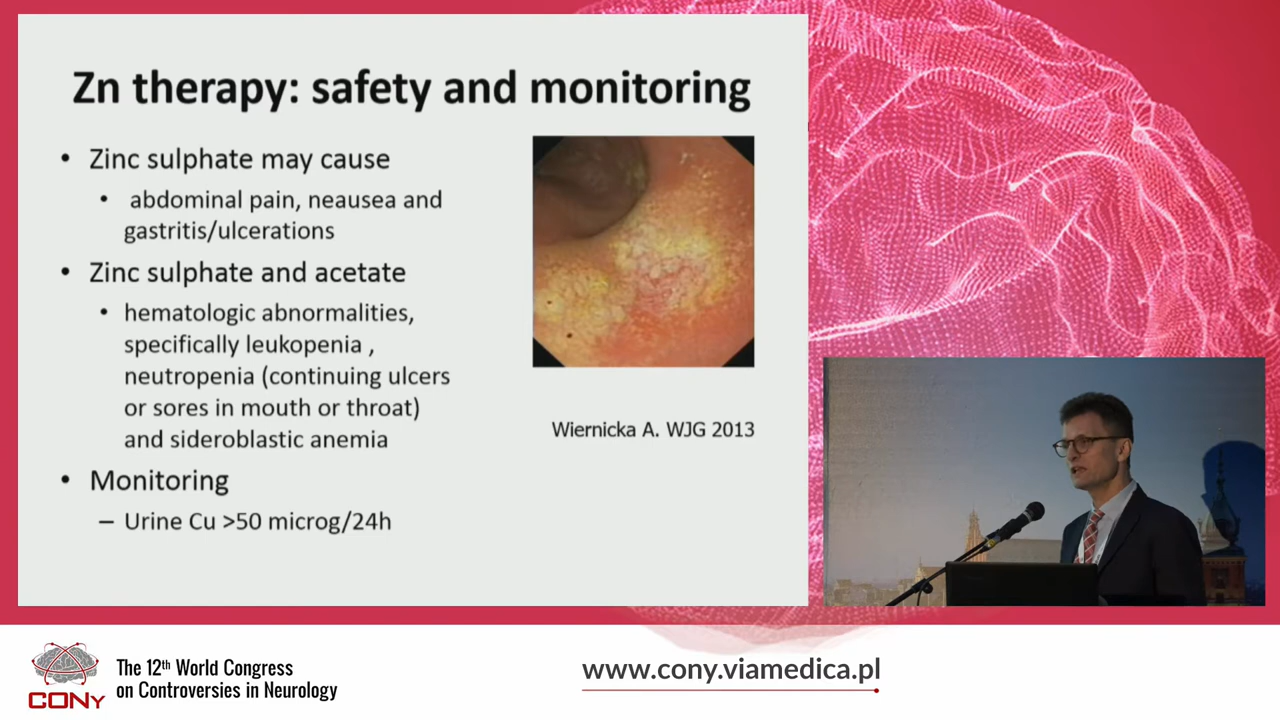 Zn therapy: safety and monitoring
• Zinc sulphate may cause
• abdominal pain, neausea and
gastritis/ulcerations
• Zinc sulphate and acetate
• hematologic abnormalities,
specifically leukopenia ,
neutropenia (continuing ulcers
or sores in mouth or throat)
and sideroblastic anemia
• Monitoring
– Urine Cu >50 microg/24h
Wiernicka A. WJG 2013
CONy
The 12th World Congress
on Controversies in Neurology
www.cony.viamedica.pl